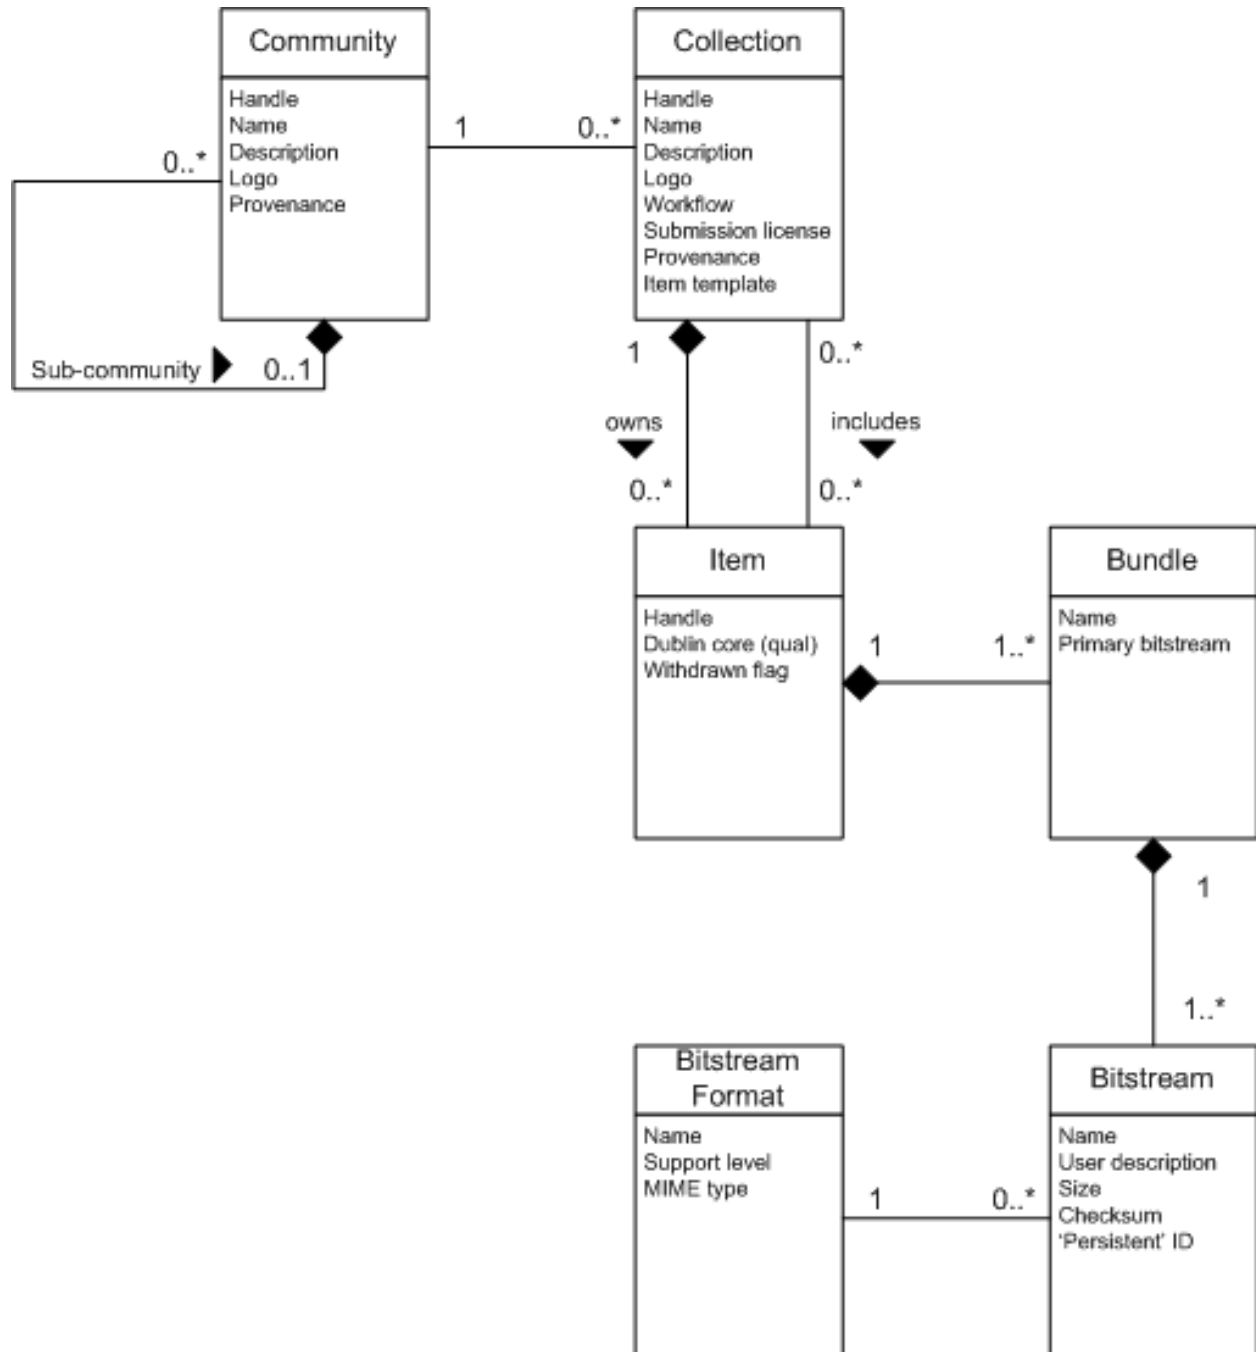 Community
Handle
Name
Description
Logo
Provenance
0..*
Sub-community
0..1
1
0..*
Collection
Handle
Name
Description
Logo
Workflow
Submission license
Provenance
Item template
1
0..*
owns
includes
0..*
0..*
Item
Handle
Dublin core (qual)
Withdrawn flag
1
1..*
Bundle
Name
Primary bitstream
1
1..*
Bitstream
Format
Name
Support level
MIME type
1
0..*
Bitstream
Name
User description
Size
Checksum
‘Persistent’ ID